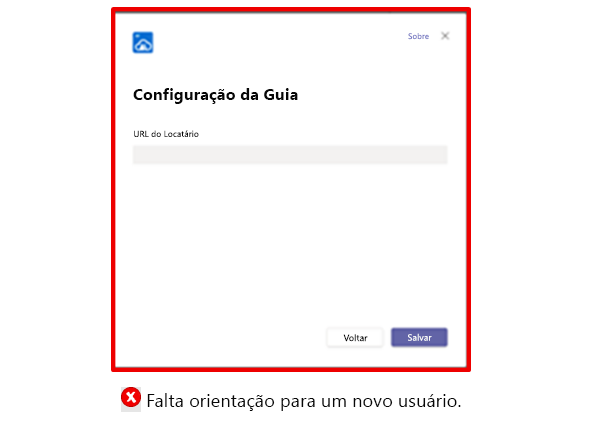 Sobre
Configuração da Guia
URL do Locatário
Voltar
Salvar
Falta orientação para um novo usuário.